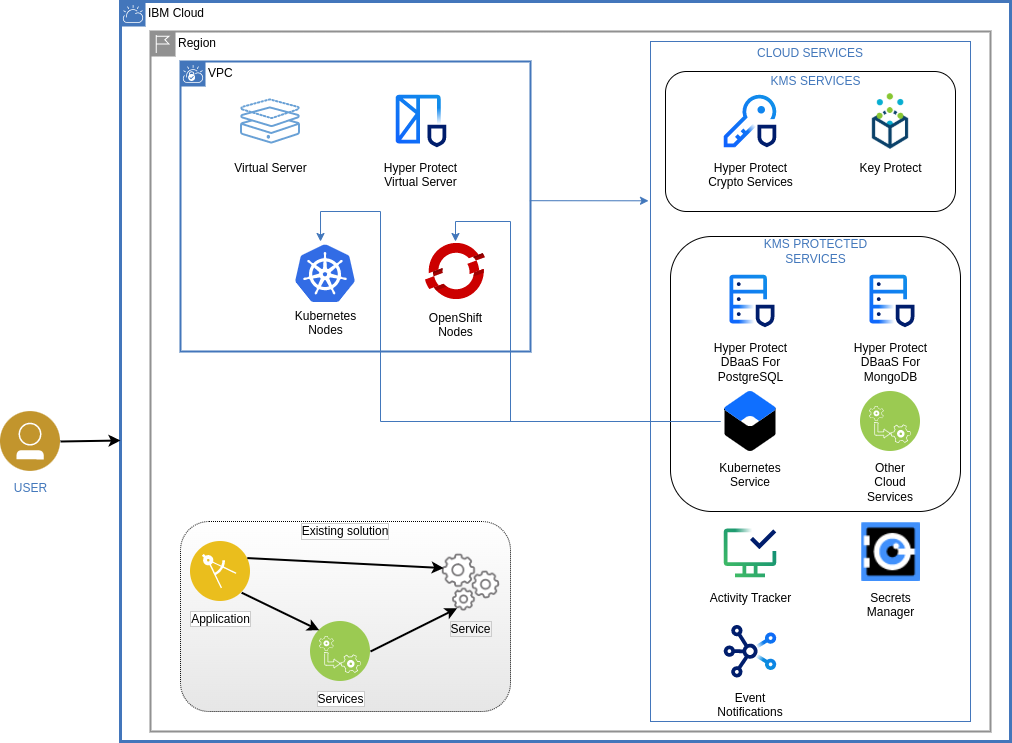 IBM Cloud
Region
VPC
Virtual Server
Hyper Protect
Virtual Server
Kubernetes
Nodes
OpenShift
Nodes
CLOUD SERVICES
KMS SERVICES
Hyper Protect
Crypto Services
Key Protect
KMS PROTECTED
SERVICES
Hyper Protect
DBaaS For
PostgreSQL
Hyper Protect
DBaaS For
MongoDB
Kubernetes
Service
Other
Cloud
Services
Activity Tracker
Secrets
Manager
Event
Notifications
USER
Existing solution
Application
Services
Service